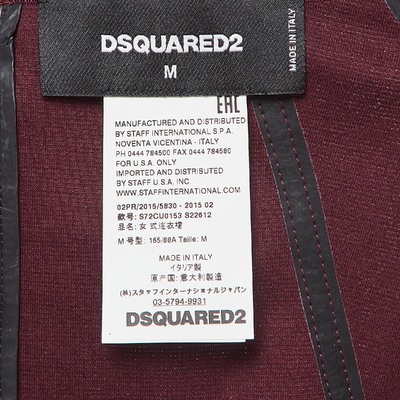 DSQUARED2
M
MADE IN ITALY
EAC
MANUFACTURED AND DISTRIBUTED
BY STAFF INTERNATIONAL S.P.A.
NOVENTA VICENTINA - ITALY
PH 0444 784500 FAX 0444 784580
FOR U.S.A. ONLY
IMPORTED AND DISTRIBUTED
BY STAFF U.S.A. INC.
WWW.STAFFINTERNATIONAL.COM
02PR/2015/5830 - 2015 02
款号: S72CU0153 S22612
品名: 女式连衣裙
M 号型: 165/88A Taille: M
MADE IN ITALY
イタリア製
原产国: 意大利製造
(株)スタッフインターナショナルジャパン
03-5794-9931
DSQUARED2